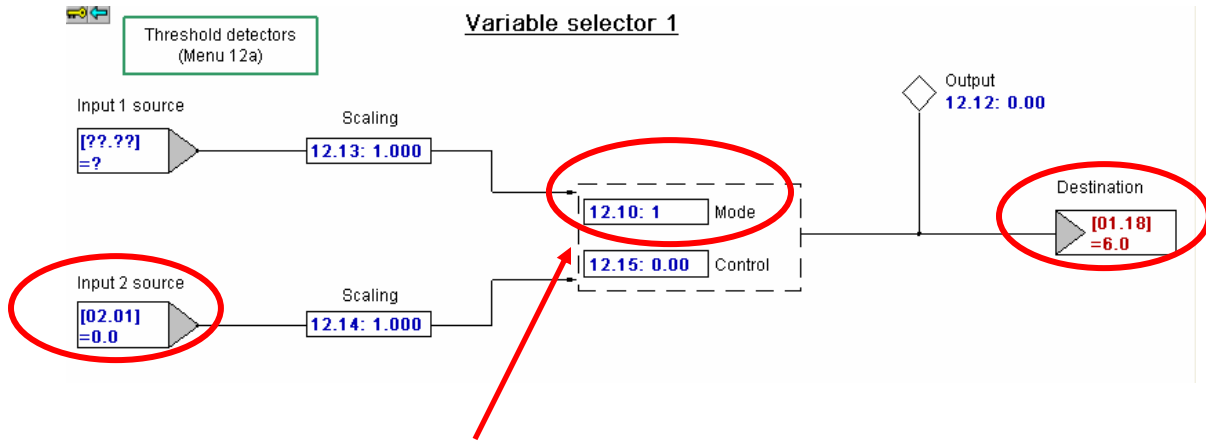 Variable selector 1
Threshold detectors
(Menu 12a)
Input 1 source
[??.??]
=?
Scaling
12.13: 1.000
12.10: 1
Mode
12.15: 0.00
Control
Output
12.12: 0.00
Destination
[01.18]
=6.0
Input 2 source
[02.01]
=0.0
Scaling
12.14: 1.000